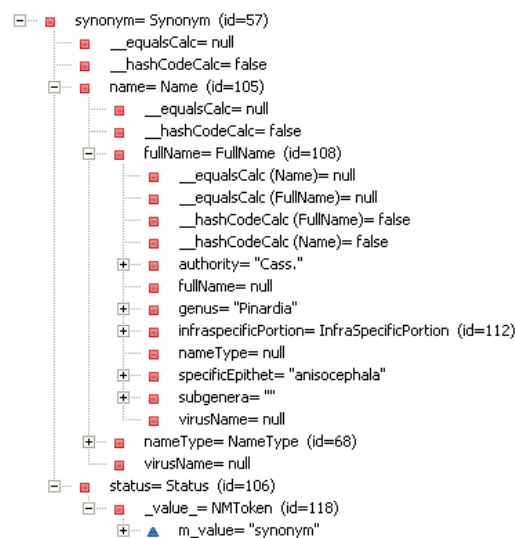 synonym= Synonym (id=57)
__equalsCalc= null
__hashCodeCalc= false
name= Name (id=105)
__equalsCalc= null
__hashCodeCalc= false
fullName= FullName (id=108)
__equalsCalc (Name)= null
__equalsCalc (FullName)= null
__hashCodeCalc (FullName)= false
__hashCodeCalc (Name)= false
authority= "Cass."
fullName= null
genus= "Pinardia"
infraspecificPortion= InfraSpecificPortion (id=112)
nameType= null
specificEpithet= "anisocephala"
subgenera= ""
virusName= null
nameType= NameType (id=68)
virusName= null
status= Status (id=106)
_value_= NMToken (id=118)
m_value= "synonym"